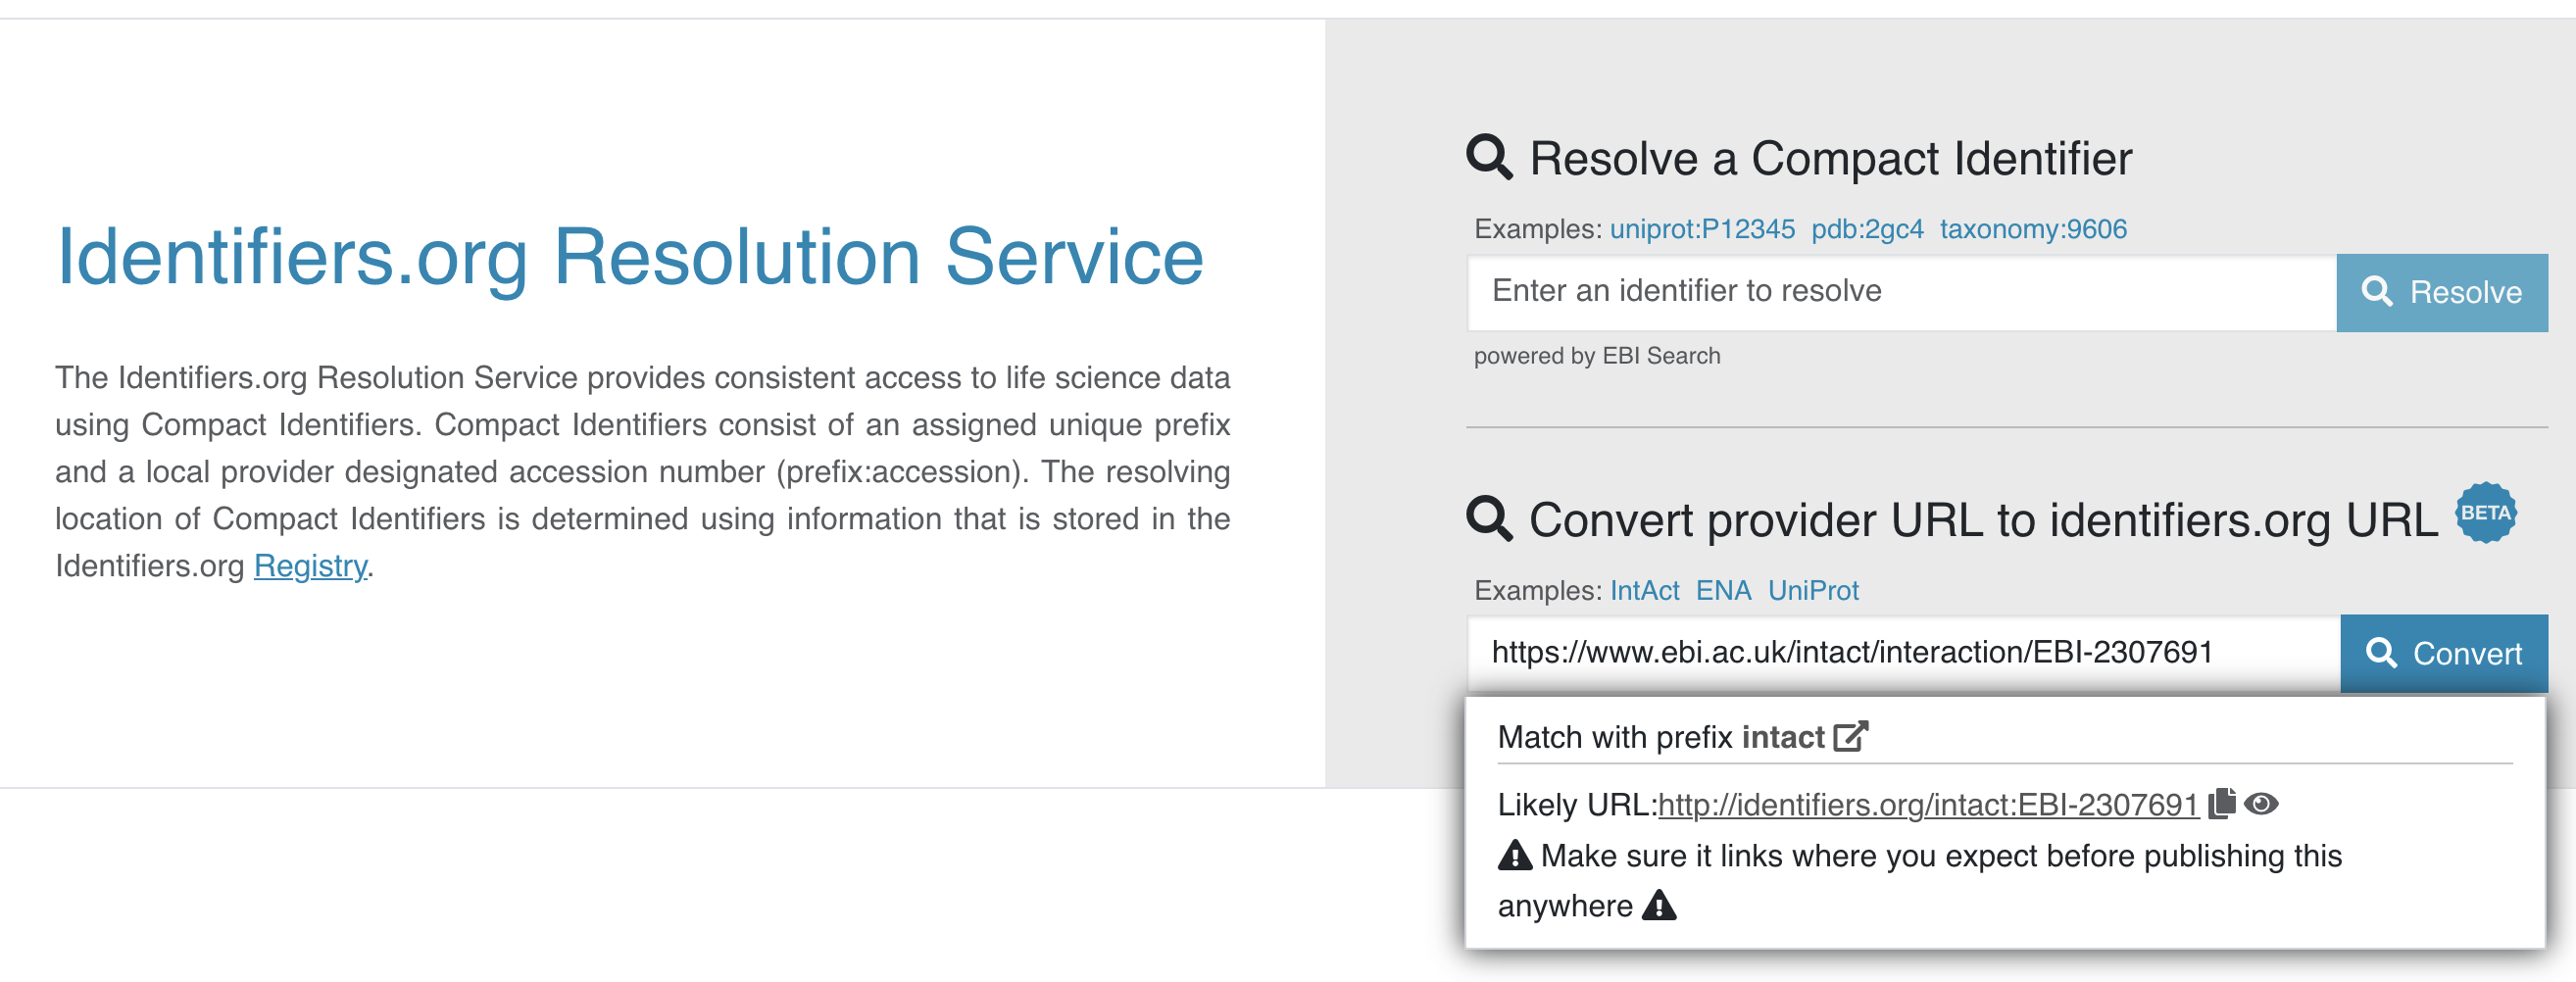 Identifiers.org Resolution Service
The Identifiers.org Resolution Service provides consistent access to life science data
using Compact Identifiers. Compact Identifiers consist of an assigned unique prefix
and a local provider designated accession number (prefix:accession). The resolving
location of Compact Identifiers is determined using information that is stored in the
Identifiers.org Registry.
Resolve a Compact Identifier
Examples: uniprot:P12345 pdb:2gc4 taxonomy:9606
Enter an identifier to resolve
Resolve
powered by EBI Search
Convert provider URL to identifiers.org URL BETA
Examples: IntAct ENA UniProt
https://www.ebi.ac.uk/intact/interaction/EBI-2307691
Convert
Match with prefix intact
Likely URL:http://identifiers.org/intact:EBI-2307691
Make sure it links where you expect before publishing this
anywhere